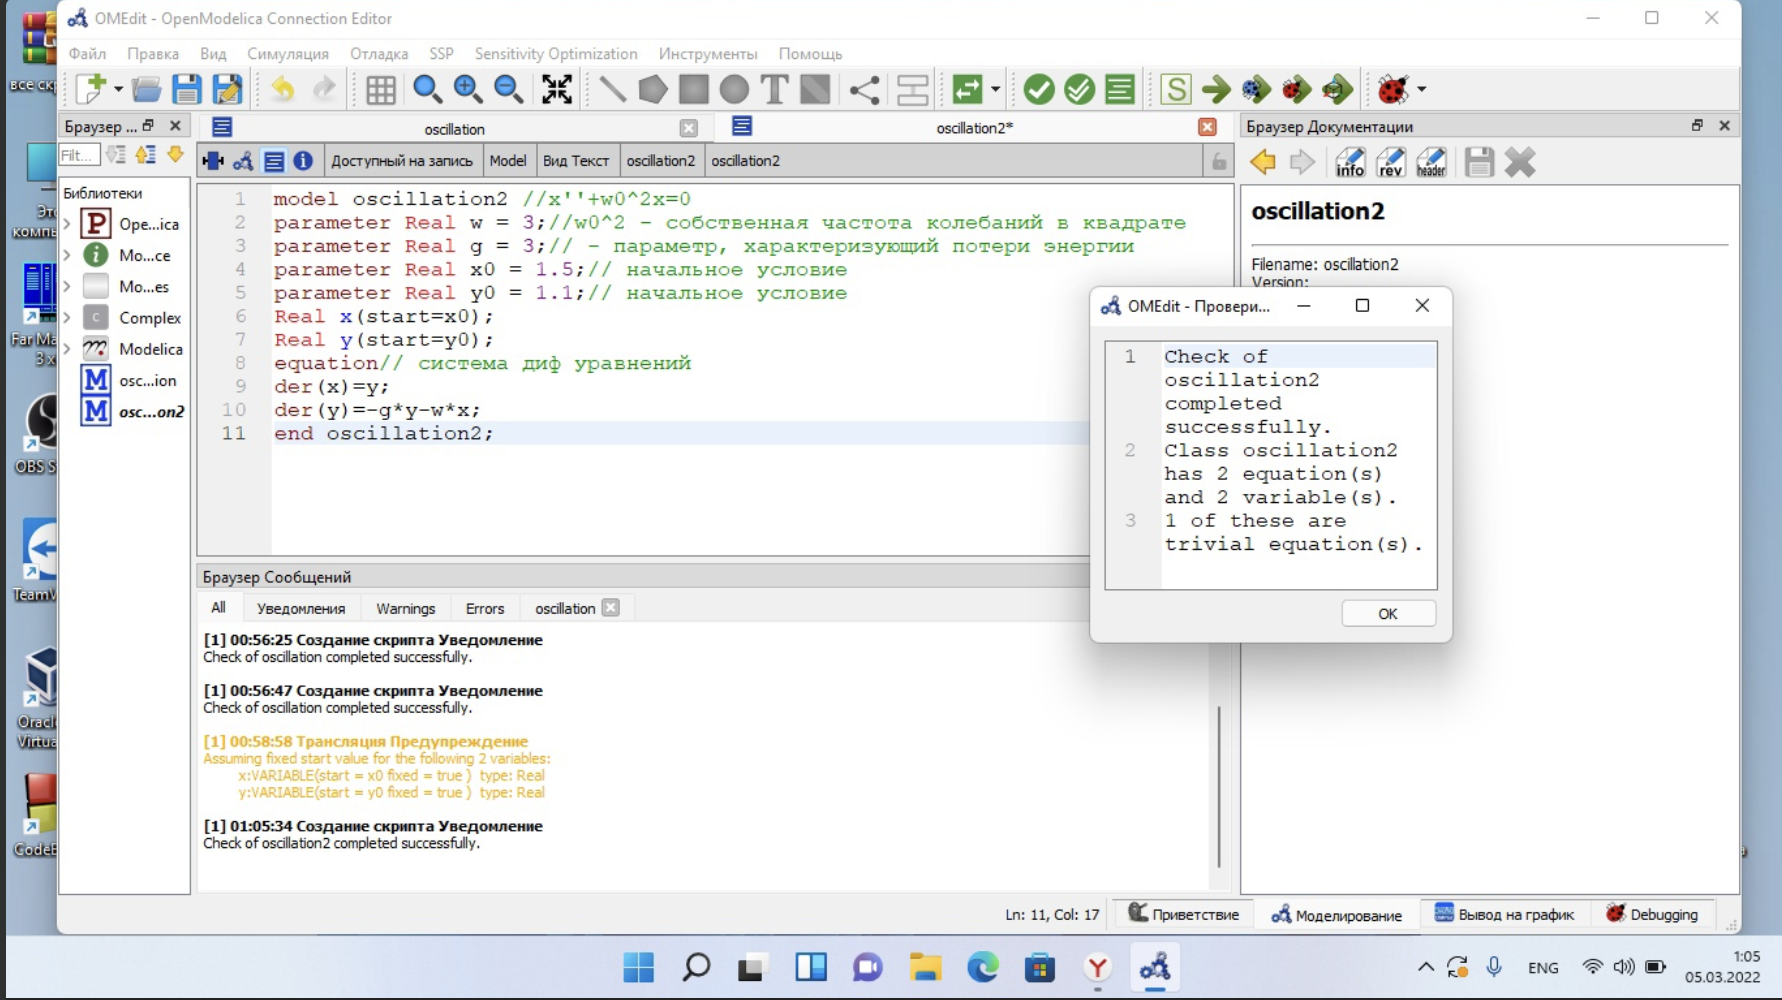 OMEdit - OpenModelica Connection Editor
Файл Правка Вид Симуляция Отладка SSP Sensitivity Optimization Инструменты Помощь
Браузер ...
oscillation
oscillation2*
Браузер Документации
Filt...
Доступный на запись Model Вид Текст oscillation2 oscillation2
info rev header
Библиотеки
Ope...ica
Mo...ce
Mo...es
Complex
Modelica
osc...ion
osc...on2
1 model oscillation2 //x''+w0^2x=0
2 parameter Real w = 3;//w0^2 - собственная частота колебаний в квадрате
3 parameter Real g = 3;// - параметр, характеризующий потери энергии
4 parameter Real x0 = 1.5;// начальное условие
5 parameter Real y0 = 1.1;// начальное условие
6 Real x(start=x0);
7 Real y(start=y0);
8 equation// система диф уравнений
9 der(x)=y;
10 der(y)=-g*y-w*x;
11 end oscillation2;
oscillation2
Filename: oscillation2
Version:
OMEdit - Провери...
1 Check of
oscillation2
completed
successfully.
2 Class oscillation2
has 2 equation(s)
and 2 variable(s).
3 1 of these are
trivial equation(s).
OK
Браузер Сообщений
All Уведомления Warnings Errors oscillation
[1] 00:56:25 Создание скрипта Уведомление
Check of oscillation completed successfully.
[1] 00:56:47 Создание скрипта Уведомление
Check of oscillation completed successfully.
[1] 00:58:58 Трансляция Предупреждение
Assuming fixed start value for the following 2 variables:
x:VARIABLE(start = x0 fixed = true ) type: Real
y:VARIABLE(start = y0 fixed = true ) type: Real
[1] 01:05:34 Создание скрипта Уведомление
Check of oscillation2 completed successfully.
Ln: 11, Col: 17
Приветствие
Моделирование
Вывод на график
Debugging
все ск
Far Ma
OBS S
TeamV
Oracl
Virtua
CodeB
ENG
1:05
05.03.2022